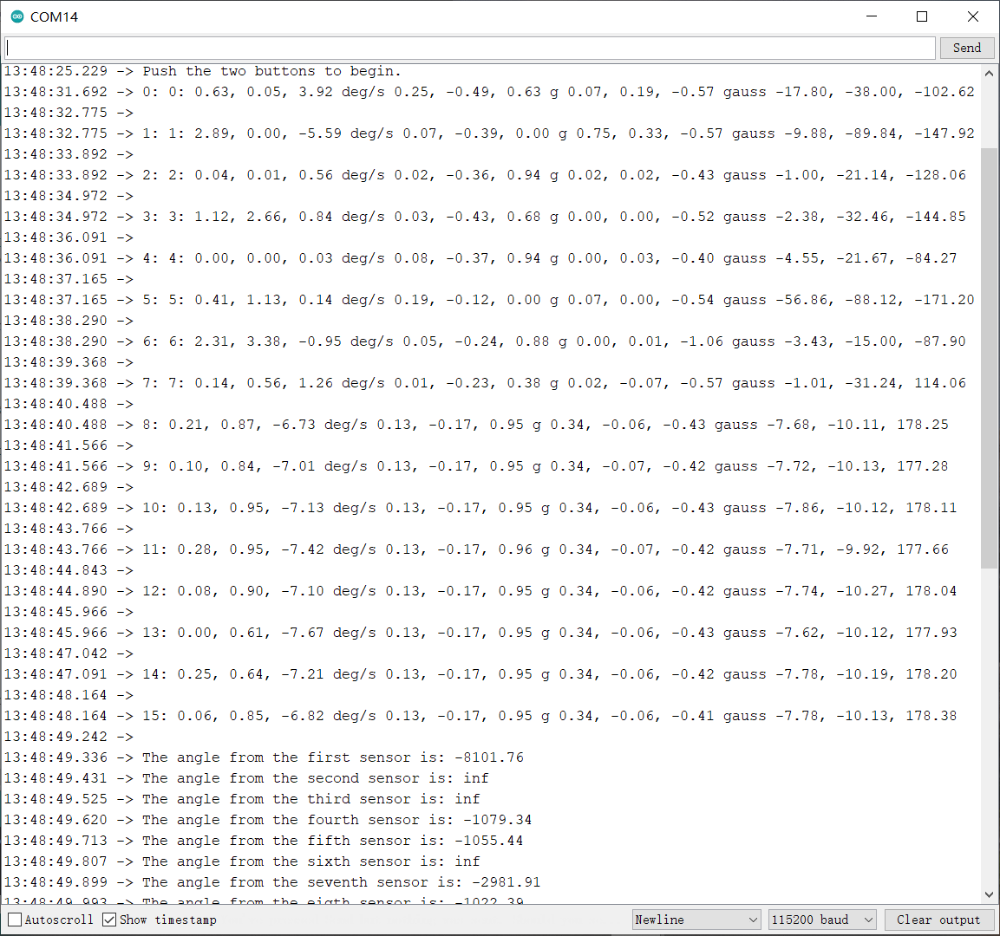 COM14
Send
13:48:25.229 -> Push the two buttons to begin.
13:48:31.692 -> 0: 0: 0.63, 0.05, 3.92 deg/s 0.25, -0.49, 0.63 g 0.07, 0.19, -0.57 gauss -17.80, -38.00, -102.62
13:48:32.775 ->
13:48:32.775 -> 1: 1: 2.89, 0.00, -5.59 deg/s 0.07, -0.39, 0.00 g 0.75, 0.33, -0.57 gauss -9.88, -89.84, -147.92
13:48:33.892 ->
13:48:33.892 -> 2: 2: 0.04, 0.01, 0.56 deg/s 0.02, -0.36, 0.94 g 0.02, 0.02, -0.43 gauss -1.00, -21.14, -128.06
13:48:34.972 ->
13:48:34.972 -> 3: 3: 1.12, 2.66, 0.84 deg/s 0.03, -0.43, 0.68 g 0.00, 0.00, -0.52 gauss -2.38, -32.46, -144.85
13:48:36.091 ->
13:48:36.091 -> 4: 4: 0.00, 0.00, 0.03 deg/s 0.08, -0.37, 0.94 g 0.00, 0.03, -0.40 gauss -4.55, -21.67, -84.27
13:48:37.165 ->
13:48:37.165 -> 5: 5: 0.41, 1.13, 0.14 deg/s 0.19, -0.12, 0.00 g 0.07, 0.00, -0.54 gauss -56.86, -88.12, -171.20
13:48:38.290 ->
13:48:38.290 -> 6: 6: 2.31, 3.38, -0.95 deg/s 0.05, -0.24, 0.88 g 0.00, 0.01, -1.06 gauss -3.43, -15.00, -87.90
13:48:39.368 ->
13:48:39.368 -> 7: 7: 0.14, 0.56, 1.26 deg/s 0.01, -0.23, 0.38 g 0.02, -0.07, -0.57 gauss -1.01, -31.24, 114.06
13:48:40.488 ->
13:48:40.488 -> 8: 0.21, 0.87, -6.73 deg/s 0.13, -0.17, 0.95 g 0.34, -0.06, -0.43 gauss -7.68, -10.11, 178.25
13:48:41.566 ->
13:48:41.566 -> 9: 0.10, 0.84, -7.01 deg/s 0.13, -0.17, 0.95 g 0.34, -0.07, -0.42 gauss -7.72, -10.13, 177.28
13:48:42.689 ->
13:48:42.689 -> 10: 0.13, 0.95, -7.13 deg/s 0.13, -0.17, 0.95 g 0.34, -0.06, -0.43 gauss -7.86, -10.12, 178.11
13:48:43.766 ->
13:48:43.766 -> 11: 0.28, 0.95, -7.42 deg/s 0.13, -0.17, 0.96 g 0.34, -0.07, -0.42 gauss -7.71, -9.92, 177.66
13:48:44.843 ->
13:48:44.890 -> 12: 0.08, 0.90, -7.10 deg/s 0.13, -0.17, 0.95 g 0.34, -0.06, -0.42 gauss -7.74, -10.27, 178.04
13:48:45.966 ->
13:48:45.966 -> 13: 0.00, 0.61, -7.67 deg/s 0.13, -0.17, 0.95 g 0.34, -0.06, -0.43 gauss -7.62, -10.12, 177.93
13:48:47.042 ->
13:48:47.091 -> 14: 0.25, 0.64, -7.21 deg/s 0.13, -0.17, 0.95 g 0.34, -0.06, -0.42 gauss -7.78, -10.19, 178.20
13:48:48.164 ->
13:48:48.164 -> 15: 0.06, 0.85, -6.82 deg/s 0.13, -0.17, 0.95 g 0.34, -0.06, -0.41 gauss -7.78, -10.13, 178.38
13:48:49.242 ->
13:48:49.336 -> The angle from the first sensor is: -8101.76
13:48:49.431 -> The angle from the second sensor is: inf
13:48:49.525 -> The angle from the third sensor is: inf
13:48:49.620 -> The angle from the fourth sensor is: -1079.34
13:48:49.713 -> The angle from the fifth sensor is: -1055.44
13:48:49.807 -> The angle from the sixth sensor is: inf
13:48:49.899 -> The angle from the seventh sensor is: -2981.91
13:48:49.993 -> The angle from the eigth sensor is: -1022.39
Autoscroll Show timestamp Newline 115200 baud Clear output